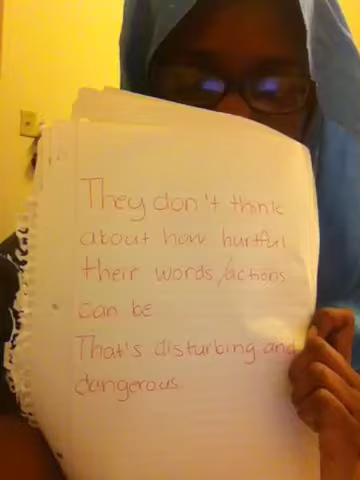 They don't think
about how hurtful
their words/actions
can be
That's disturbing and
dangerous.